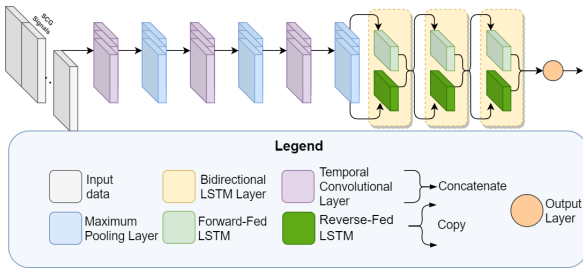 SCG
Signals
Legend
Input
data
Bidirectional
LSTM Layer
Temporal
Convolutional
Layer
Concatenate
Maximum
Pooling Layer
Forward-Fed
LSTM
Reverse-Fed
LSTM
Copy
Output
Layer